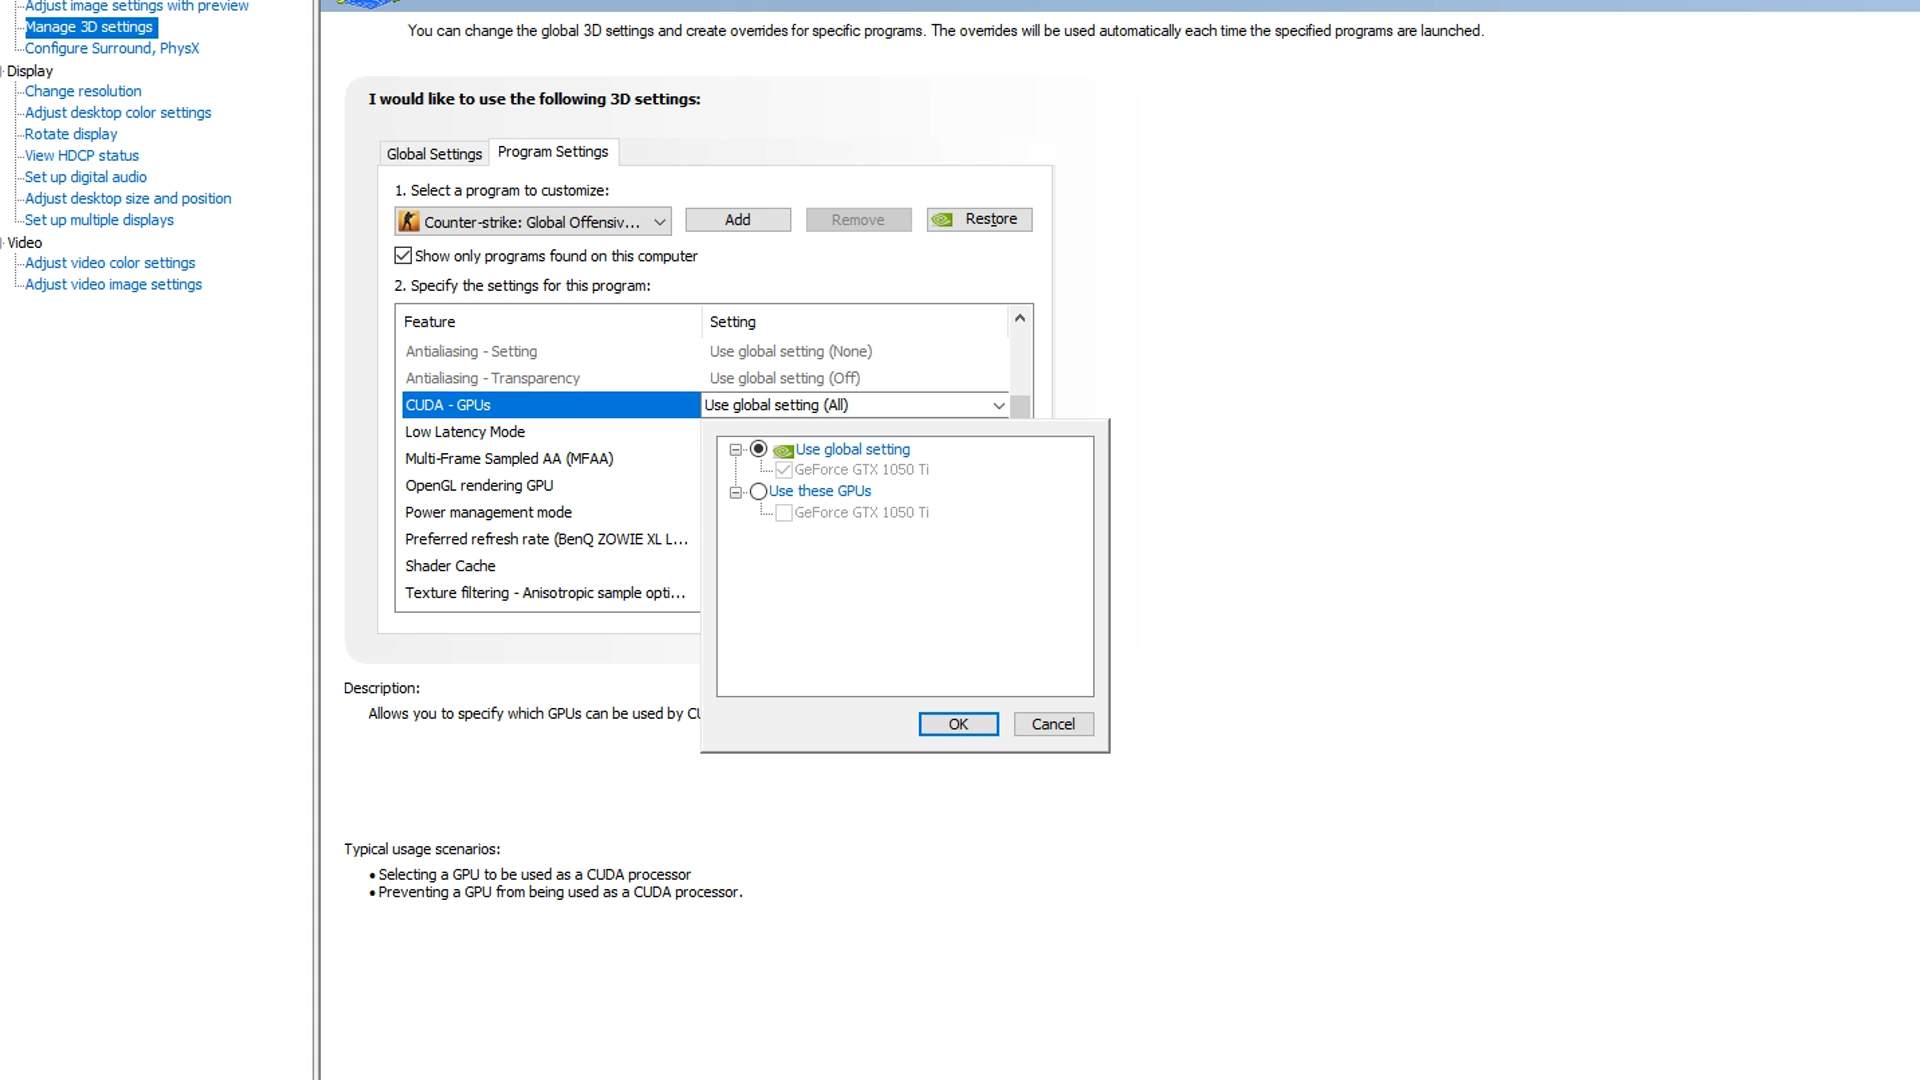 Adjust image settings with preview
Manage 3D settings
Configure Surround, PhysX
Display
Change resolution
Adjust desktop color settings
Rotate display
View HDCP status
Set up digital audio
Adjust desktop size and position
Set up multiple displays
Video
Adjust video color settings
Adjust video image settings
You can change the global 3D settings and create overrides for specific programs. The overrides will be used automatically each time the specified programs are launched.
I would like to use the following 3D settings:
Global Settings
Program Settings
1. Select a program to customize:
Counter-strike: Global Offensiv...
Add
Remove
Restore
Show only programs found on this computer
2. Specify the settings for this program:
Feature
Setting
Antialiasing - Setting
Use global setting (None)
Antialiasing - Transparency
Use global setting (Off)
CUDA - GPUs
Use global setting (All)
Low Latency Mode
Multi-Frame Sampled AA (MFAA)
OpenGL rendering GPU
Power management mode
Preferred refresh rate (BenQ ZOWIE XL L...
Shader Cache
Texture filtering - Anisotropic sample opti...
Use global setting
GeForce GTX 1050 Ti
Use these GPUs
GeForce GTX 1050 Ti
OK
Cancel
Description:
Allows you to specify which GPUs can be used by CU
Typical usage scenarios:
• Selecting a GPU to be used as a CUDA processor
• Preventing a GPU from being used as a CUDA processor.